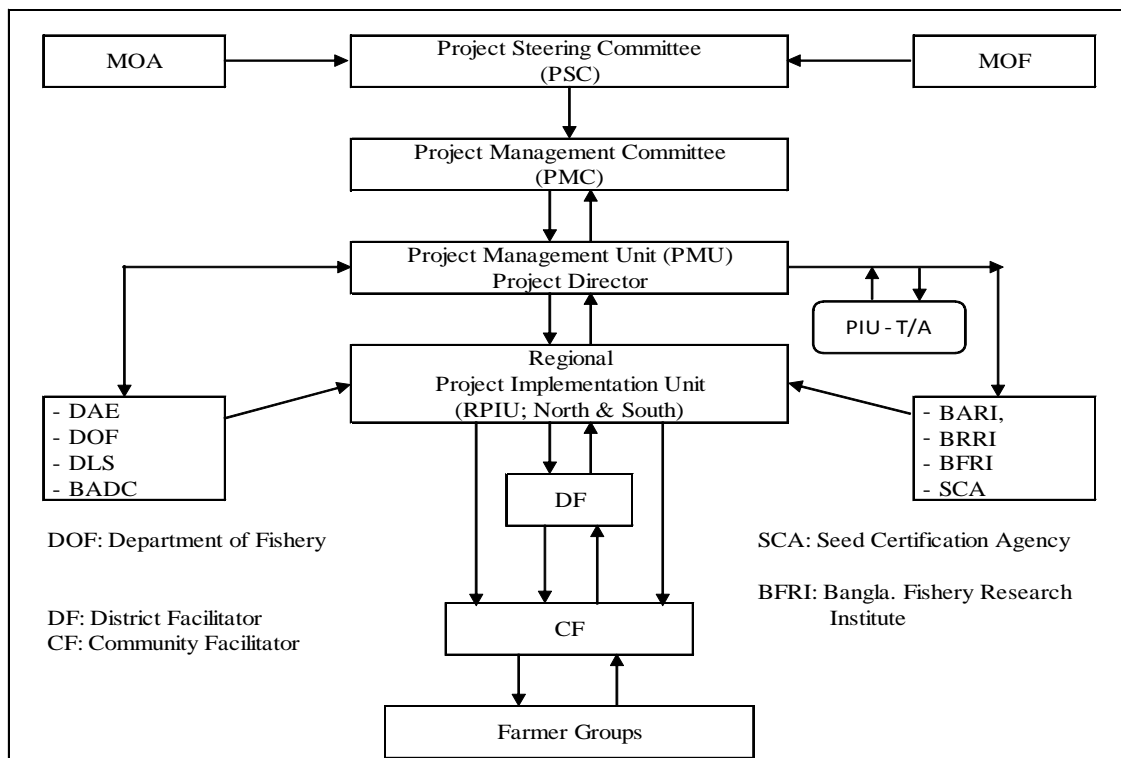 MOA
Project Steering Committee
(PSC)
MOF
Project Management Committee
(PMC)
Project Management Unit (PMU)
Project Director
PIU - T/A
Regional
Project Implementation Unit
(RPIU; North & South)
- DAE
- DOF
- DLS
- BADC
- BARI,
- BRRI
- BFRI
- SCA
DF
DOF: Department of Fishery
SCA: Seed Certification Agency
BFRI: Bangla. Fishery Research
Institute
DF: District Facilitator
CF: Community Facilitator
CF
Farmer Groups